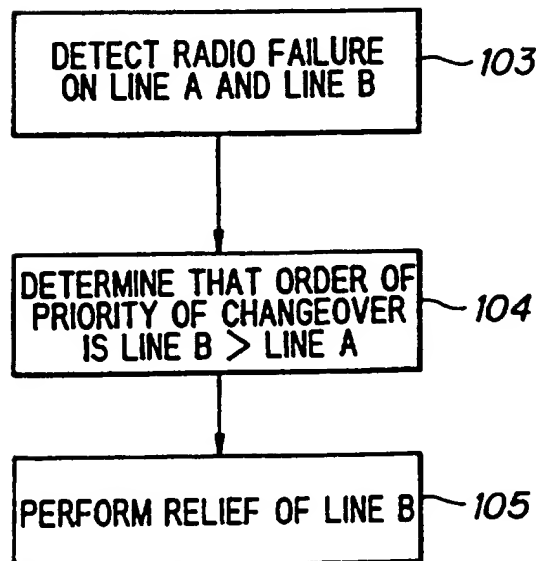 DETECT RADIO FAILURE
ON LINE A AND LINE B
103
DETERMINE THAT ORDER OF
PRIORITY OF CHANGEOVER
IS LINE B > LINE A
104
PERFORM RELIEF OF LINE B
105